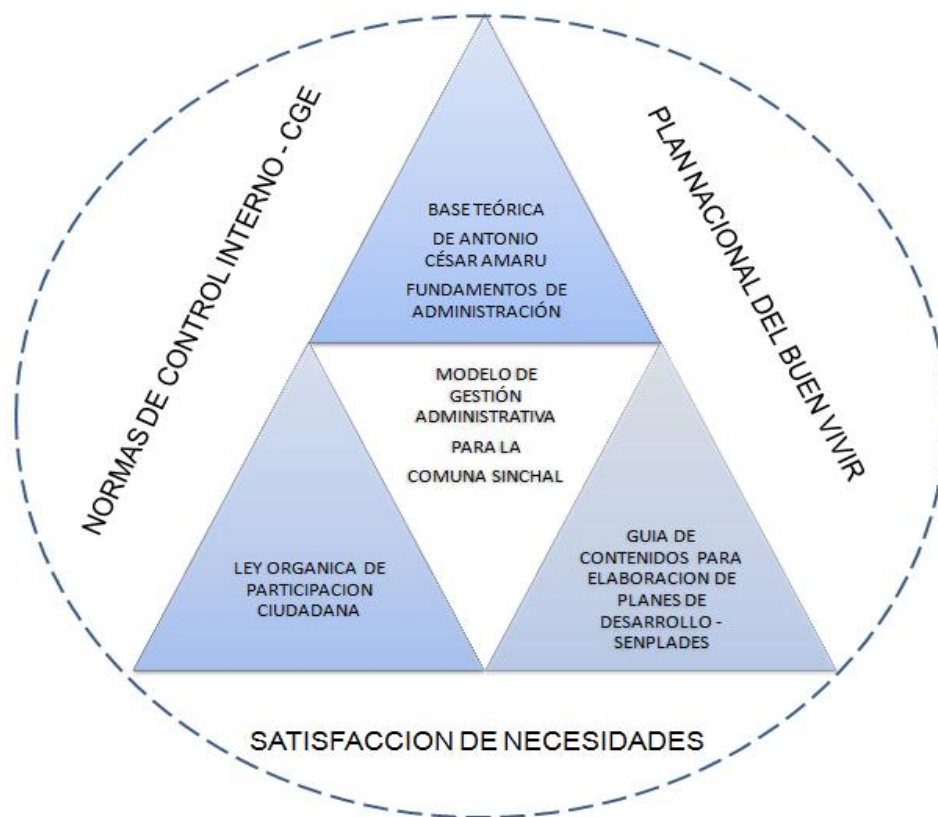 NORMAS DE CONTROL INTERNO - CGE
PLAN NACIONAL DEL BUEN VIVIR
BASE TEÓRICA
DE ANTONIO
CÉSAR AMARU
FUNDAMENTOS DE
ADMINISTRACIÓN
MODELO DE
GESTIÓN
ADMINISTRATIVA
PARA LA
COMUNA SINCHAL
LEY ORGANICA DE
PARTICIPACION
CIUDADANA
GUIA DE
CONTENIDOS PARA
ELABORACION DE
PLANES DE
DESARROLLO -
SENPLADES
SATISFACCION DE NECESIDADES